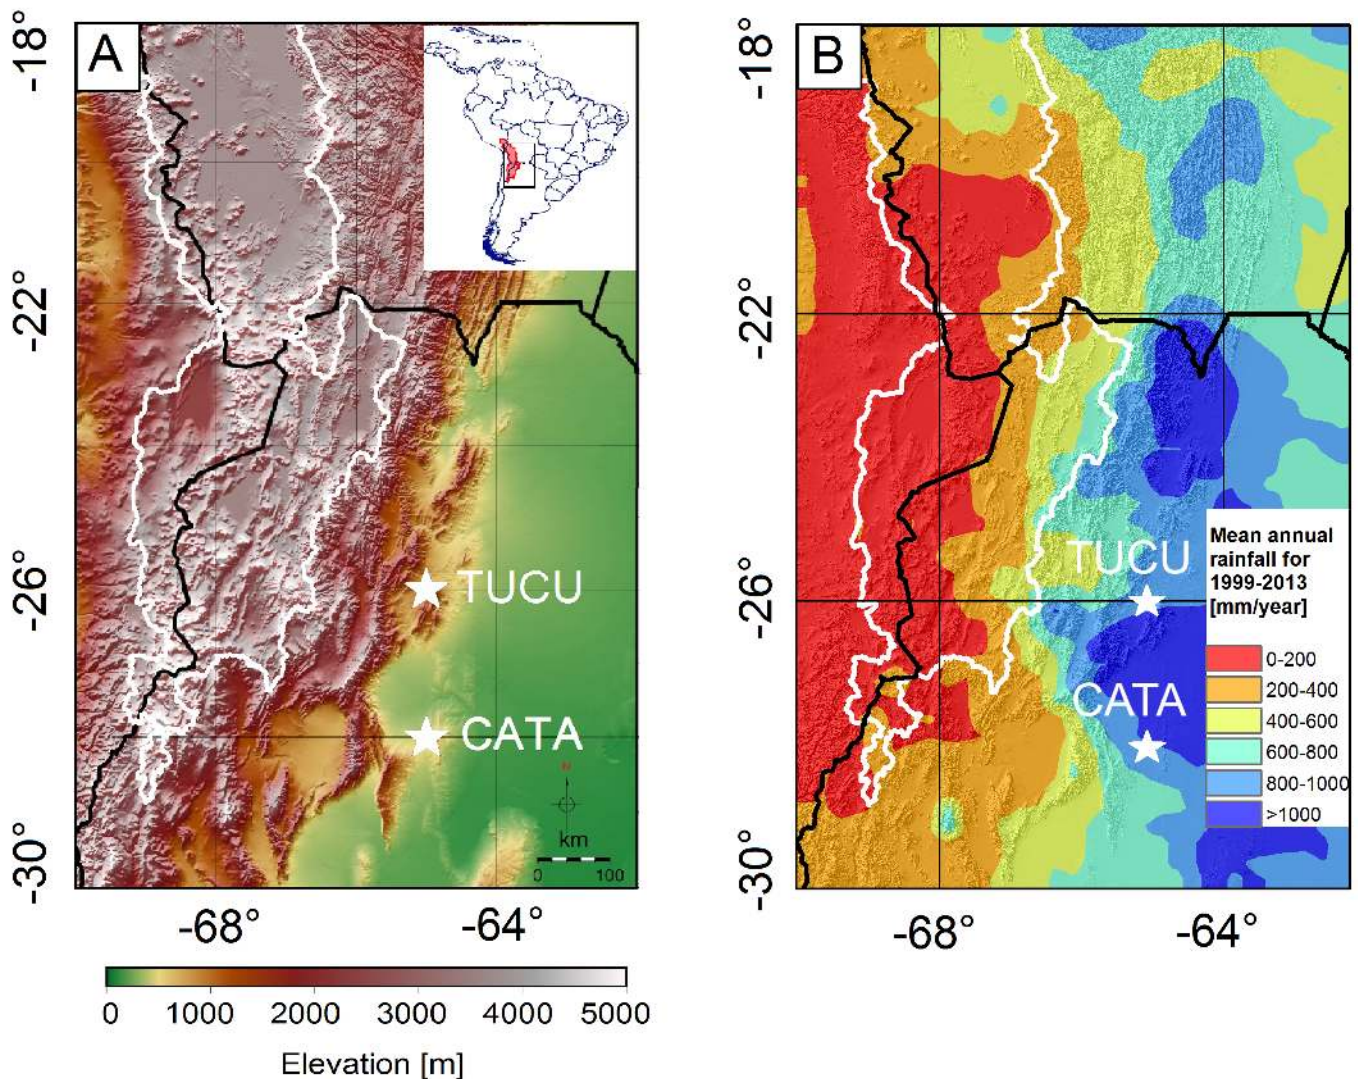 A
B
-18°
-22°
-26°
-30°
-18°
-22°
-26°
-30°
TUCU
CATA
N
km
0 100
TUCU
CATA
Mean annual
rainfall for
1999-2013
[mm/year]
0-200
200-400
400-600
600-800
800-1000
>1000
-68° -64°
-68° -64°
0 1000 2000 3000 4000 5000
Elevation [m]